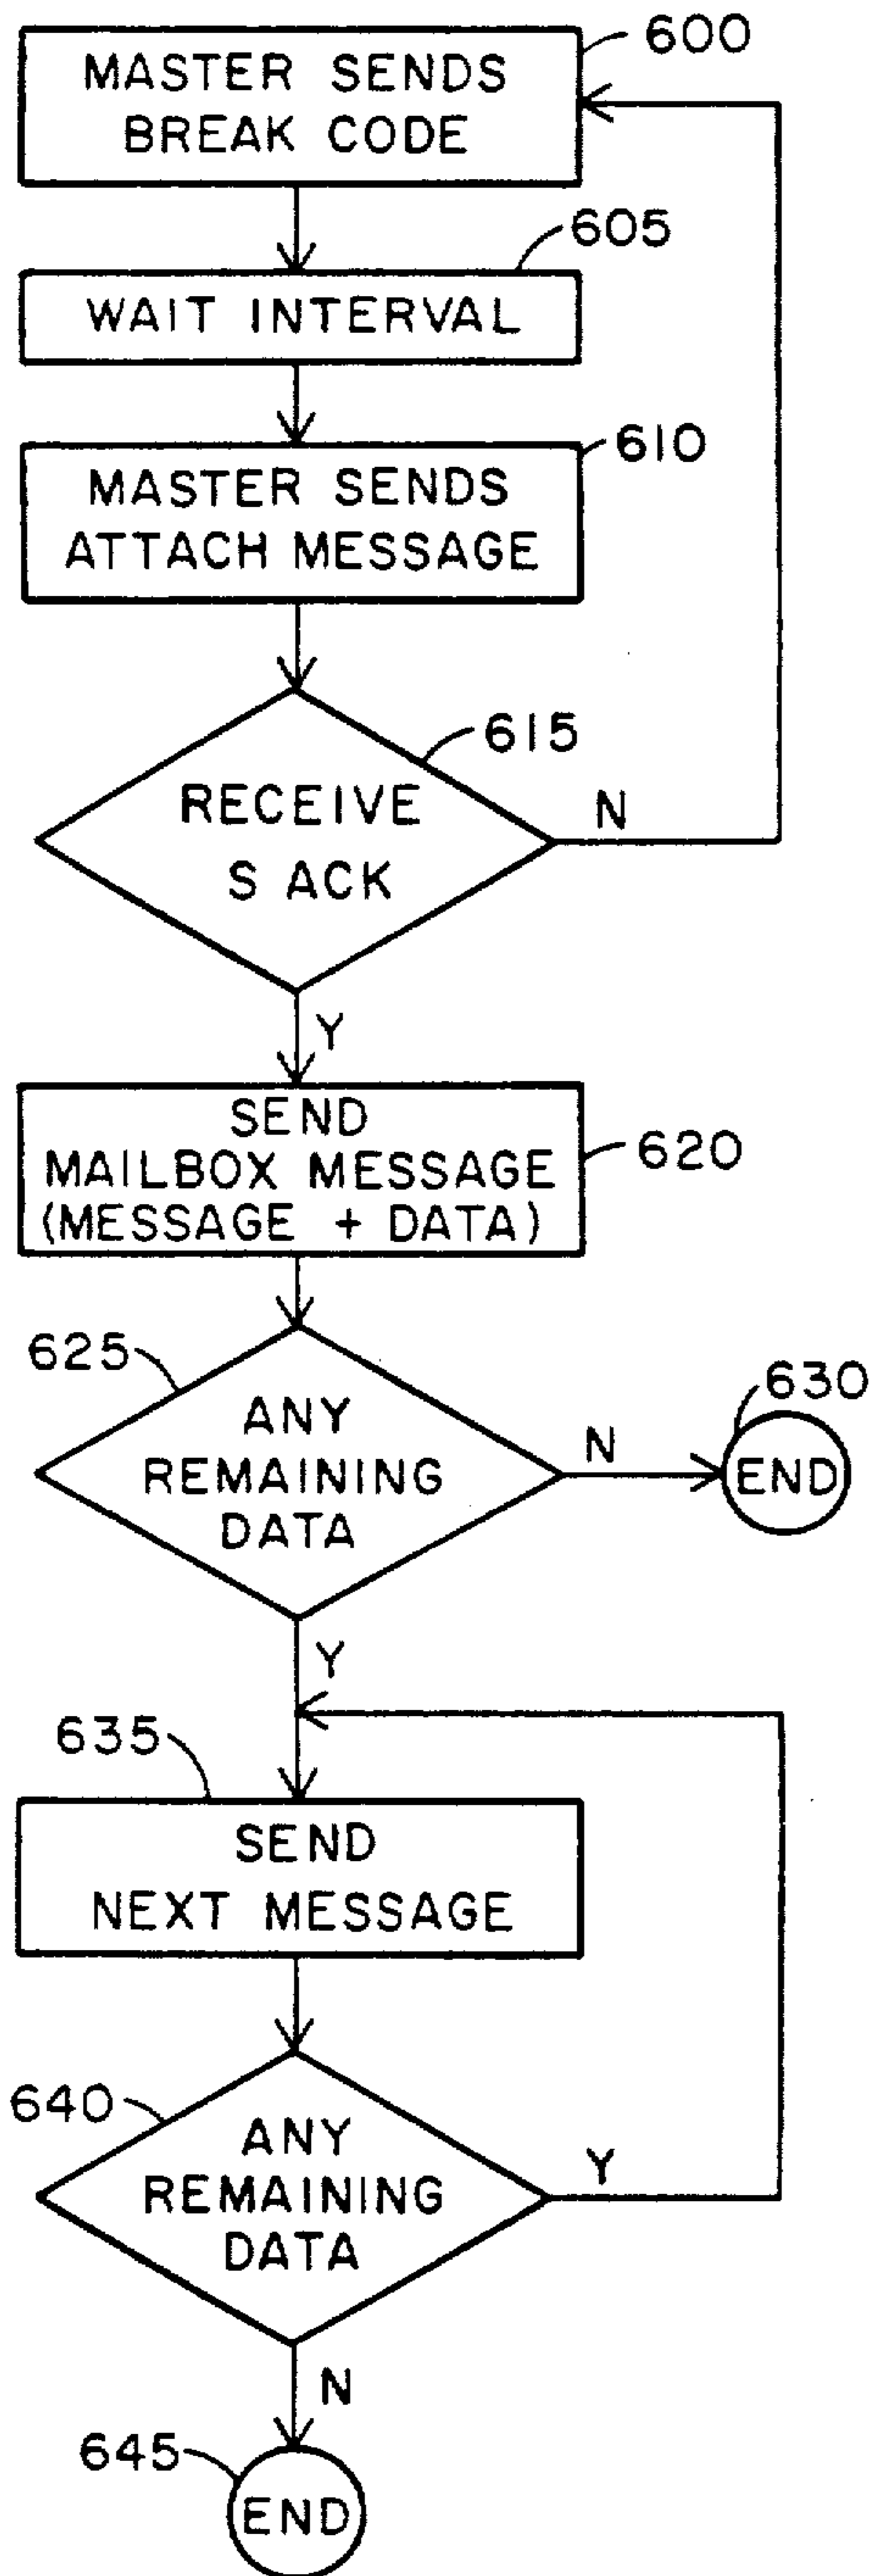 600
MASTER SENDS
BREAK CODE
605
WAIT INTERVAL
610
MASTER SENDS
ATTACH MESSAGE
615
RECEIVE
S ACK
N
Y
SEND
MAILBOX MESSAGE
(MESSAGE + DATA)
620
625
ANY
REMAINING
DATA
N
630
END
Y
635
SEND
NEXT MESSAGE
640
ANY
REMAINING
DATA
Y
N
645
END